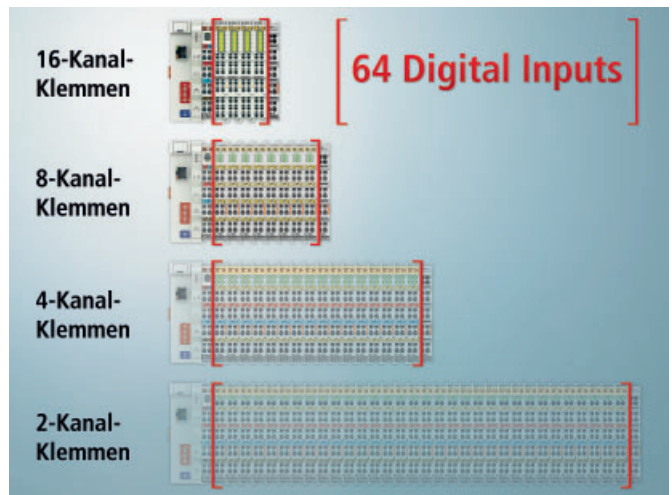 16-Kanal-
Klemmen
64 Digital Inputs
8-Kanal-
Klemmen
4-Kanal-
Klemmen
2-Kanal-
Klemmen